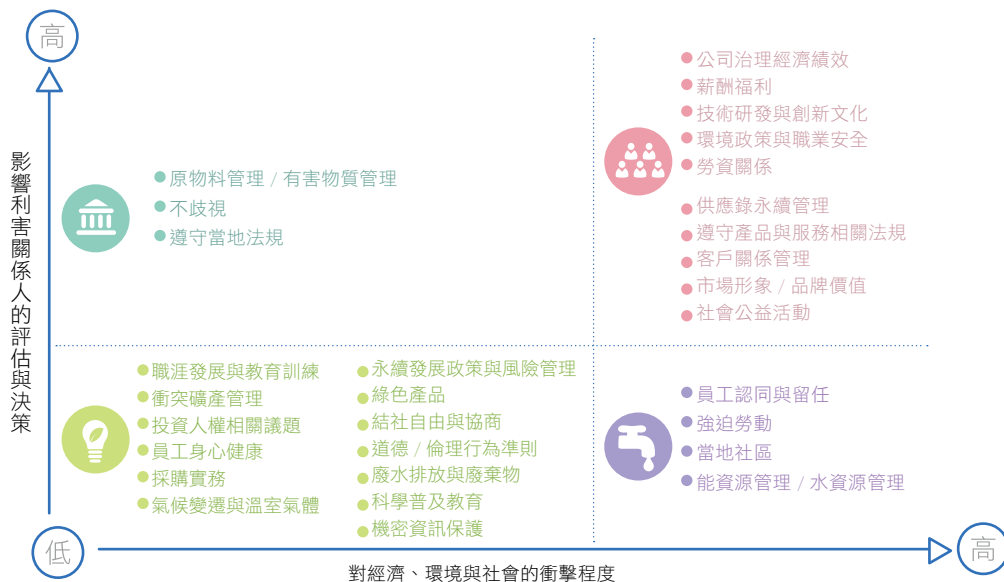 高
影響利害關係人的評估與決策
原物料管理 / 有害物質管理
不歧視
遵守當地法規
公司治理經濟績效
薪酬福利
技術研發與創新文化
環境政策與職業安全
勞資關係
供應錄永續管理
遵守產品與服務相關法規
客戶關係管理
市場形象 / 品牌價值
社會公益活動
職涯發展與教育訓練
衝突礦產管理
投資人權相關議題
員工身心健康
採購實務
氣候變遷與溫室氣體
永續發展政策與風險管理
綠色產品
結社自由與協商
道德 / 倫理行為準則
廢水排放與廢棄物
科學普及教育
機密資訊保護
員工認同與留任
強迫勞動
當地社區
能資源管理 / 水資源管理
低
對經濟、環境與社會的衝擊程度
高